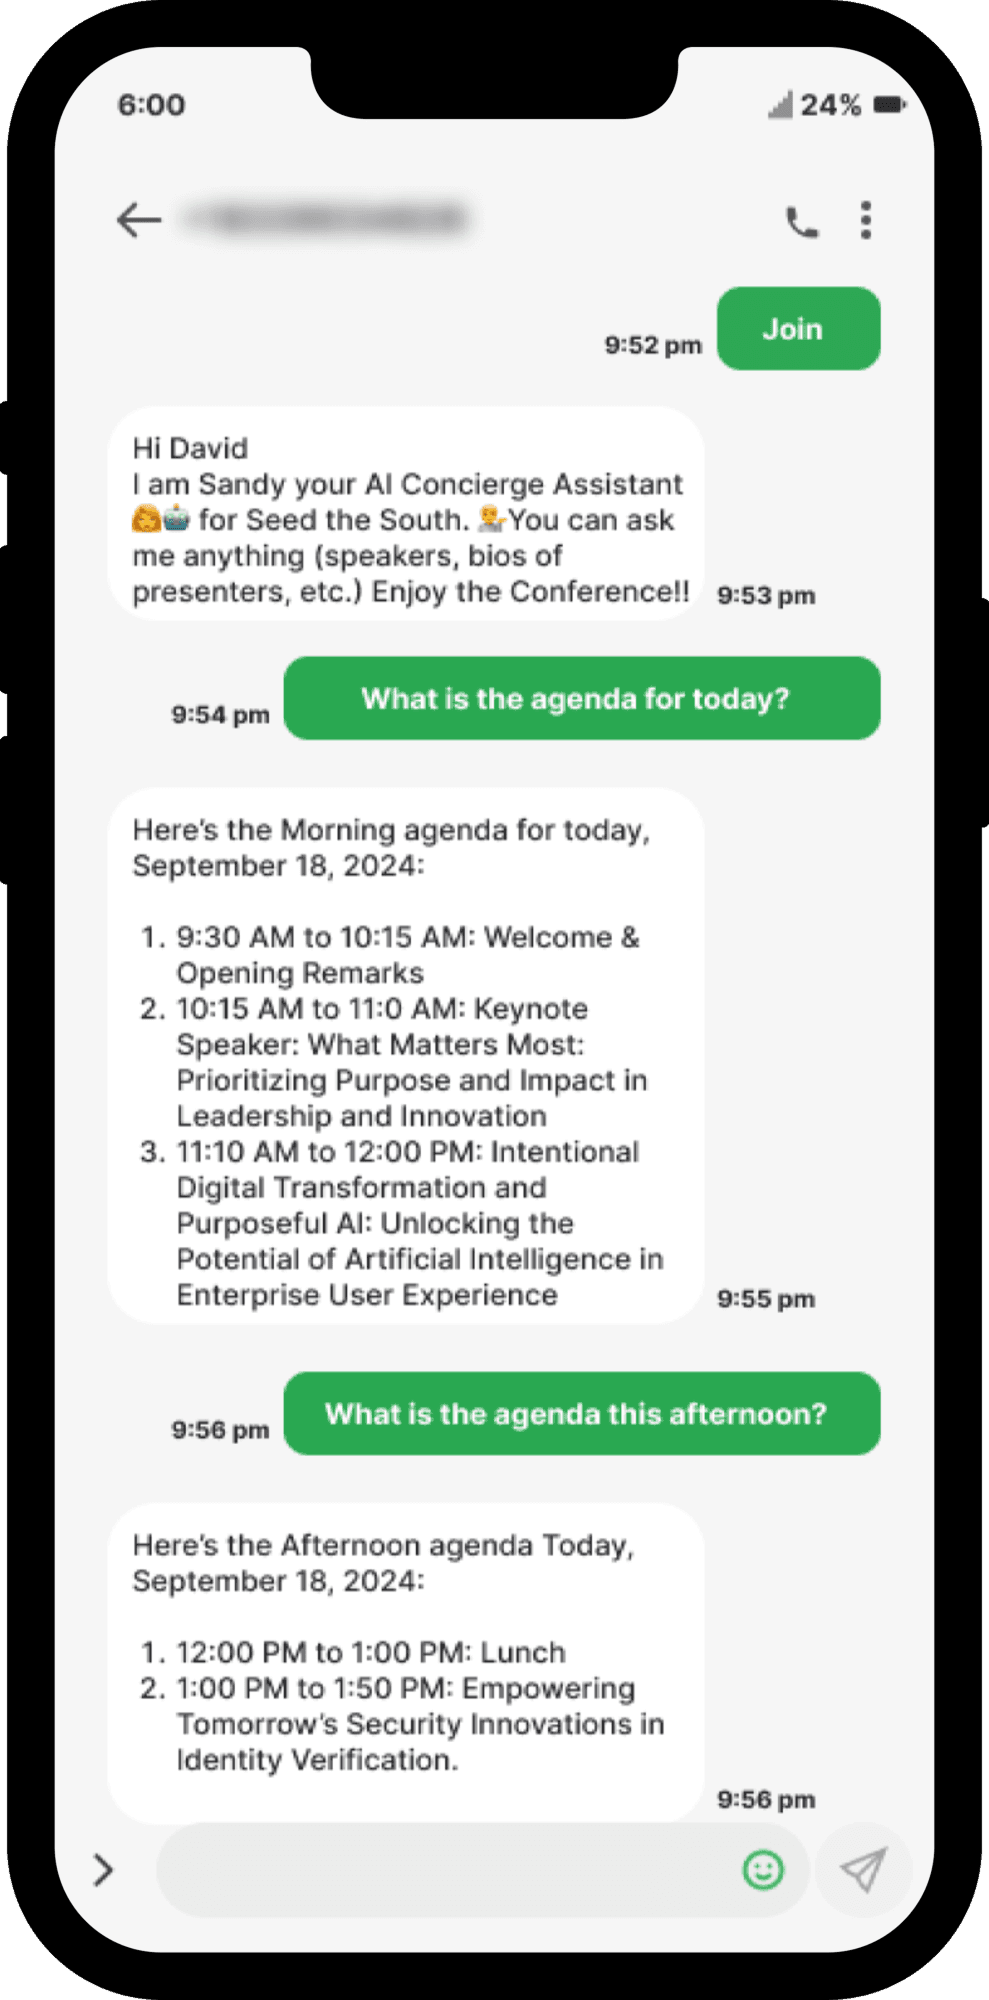 6:00
24%
Join
9:52 pm
Hi David
I am Sandy your AI Concierge Assistant
👩🤖 for Seed the South. 💁‍♂️You can ask
me anything (speakers, bios of
presenters, etc.) Enjoy the Conference!!
9:53 pm
What is the agenda for today?
9:54 pm
Here's the Morning agenda for today,
September 18, 2024:
1. 9:30 AM to 10:15 AM: Welcome &
Opening Remarks
2. 10:15 AM to 11:0 AM: Keynote
Speaker: What Matters Most:
Prioritizing Purpose and Impact in
Leadership and Innovation
3. 11:10 AM to 12:00 PM: Intentional
Digital Transformation and
Purposeful AI: Unlocking the
Potential of Artificial Intelligence in
Enterprise User Experience
9:55 pm
What is the agenda this afternoon?
9:56 pm
Here's the Afternoon agenda Today,
September 18, 2024:
1. 12:00 PM to 1:00 PM: Lunch
2. 1:00 PM to 1:50 PM: Empowering
Tomorrow's Security Innovations in
Identity Verification.
9:56 pm